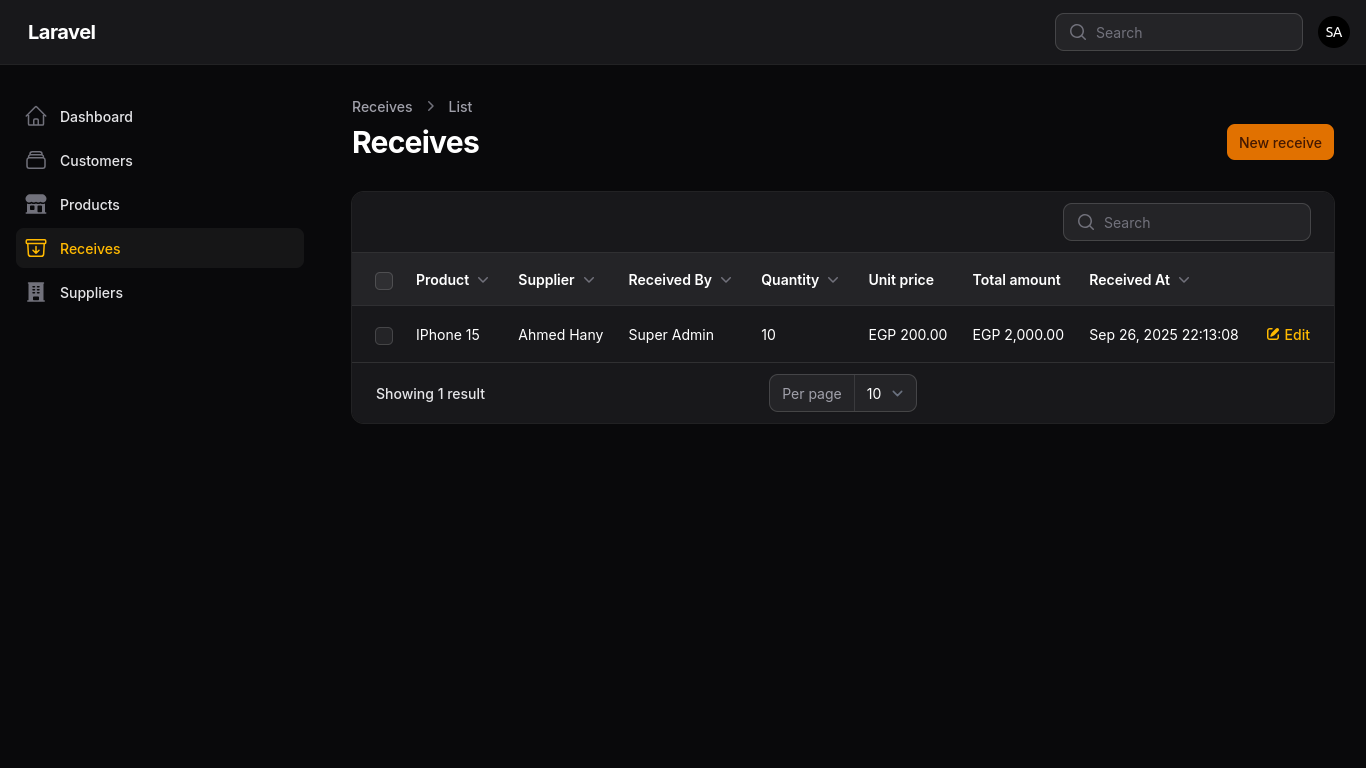 Laravel
Search
SA
Dashboard
Customers
Products
Receives
Suppliers
Receives > List
Receives
New receive
Search
Product Supplier Received By Quantity Unit price Total amount Received At
IPhone 15 Ahmed Hany Super Admin 10 EGP 200.00 EGP 2,000.00 Sep 26, 2025 22:13:08 Edit
Showing 1 result Per page 10